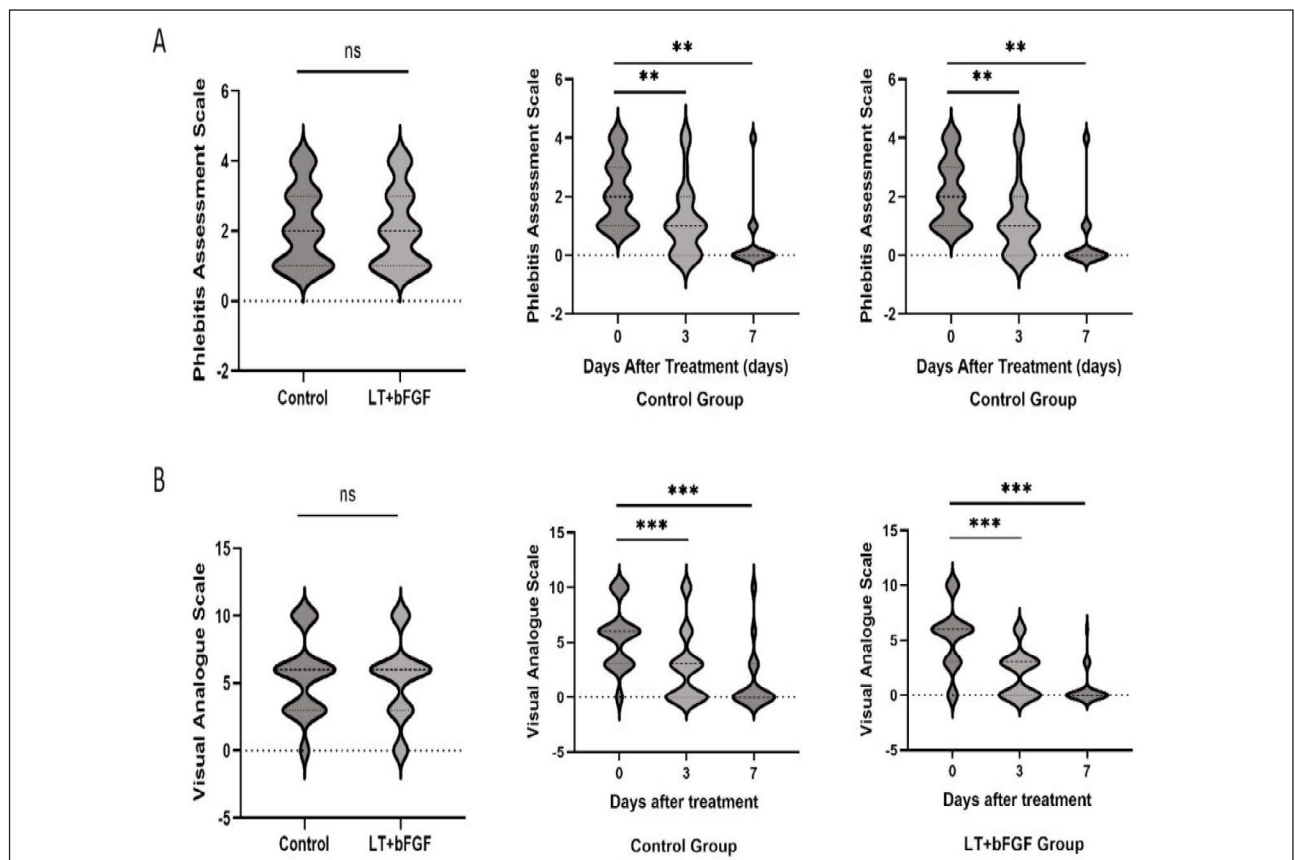 A
ns
Phlebitis Assessment Scale
6
4
2
0
-2
Control LT+bFGF
**
**
Phlebitis Assessment Scale
6
4
2
0
-2
0 3 7
Days After Treatment (days)
Control Group
**
**
Phlebitis Assessment Scale
6
4
2
0
-2
0 3 7
Days After Treatment (days)
Control Group
B
ns
Visual Analogue Scale
15
10
5
0
-5
Control LT+bFGF
***
***
Visual Analogue Scale
15
10
5
0
-5
0 3 7
Days after treatment
Control Group
***
***
Visual Analogue Scale
15
10
5
0
-5
0 3 7
Days after treatment
LT+bFGF Group